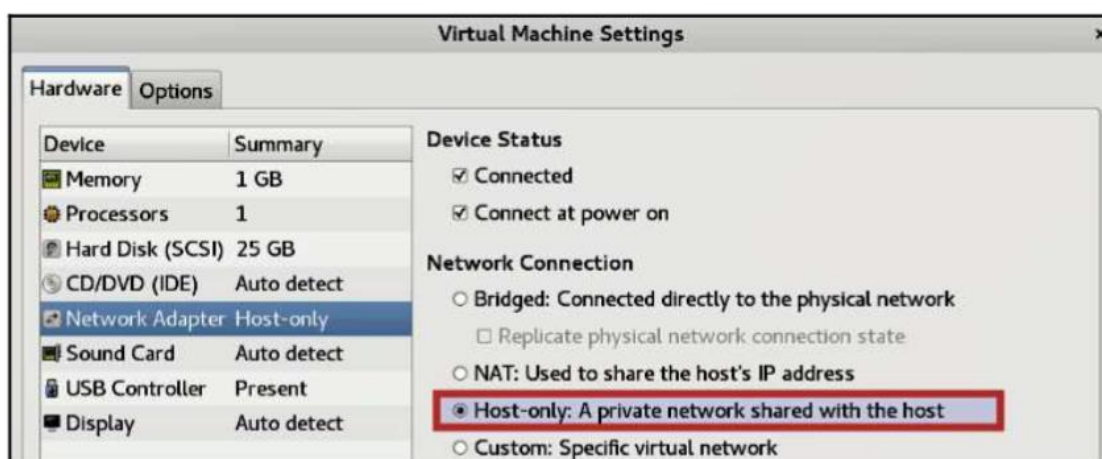 Virtual Machine Settings
Hardware Options
Device Summary
Memory 1 GB
Processors 1
Hard Disk (SCSI) 25 GB
CD/DVD (IDE) Auto detect
Network Adapter Host-only
Sound Card Auto detect
USB Controller Present
Display Auto detect
Device Status
Connected
Connect at power on
Network Connection
Bridged: Connected directly to the physical network
Replicate physical network connection state
NAT: Used to share the host's IP address
Host-only: A private network shared with the host
Custom: Specific virtual network